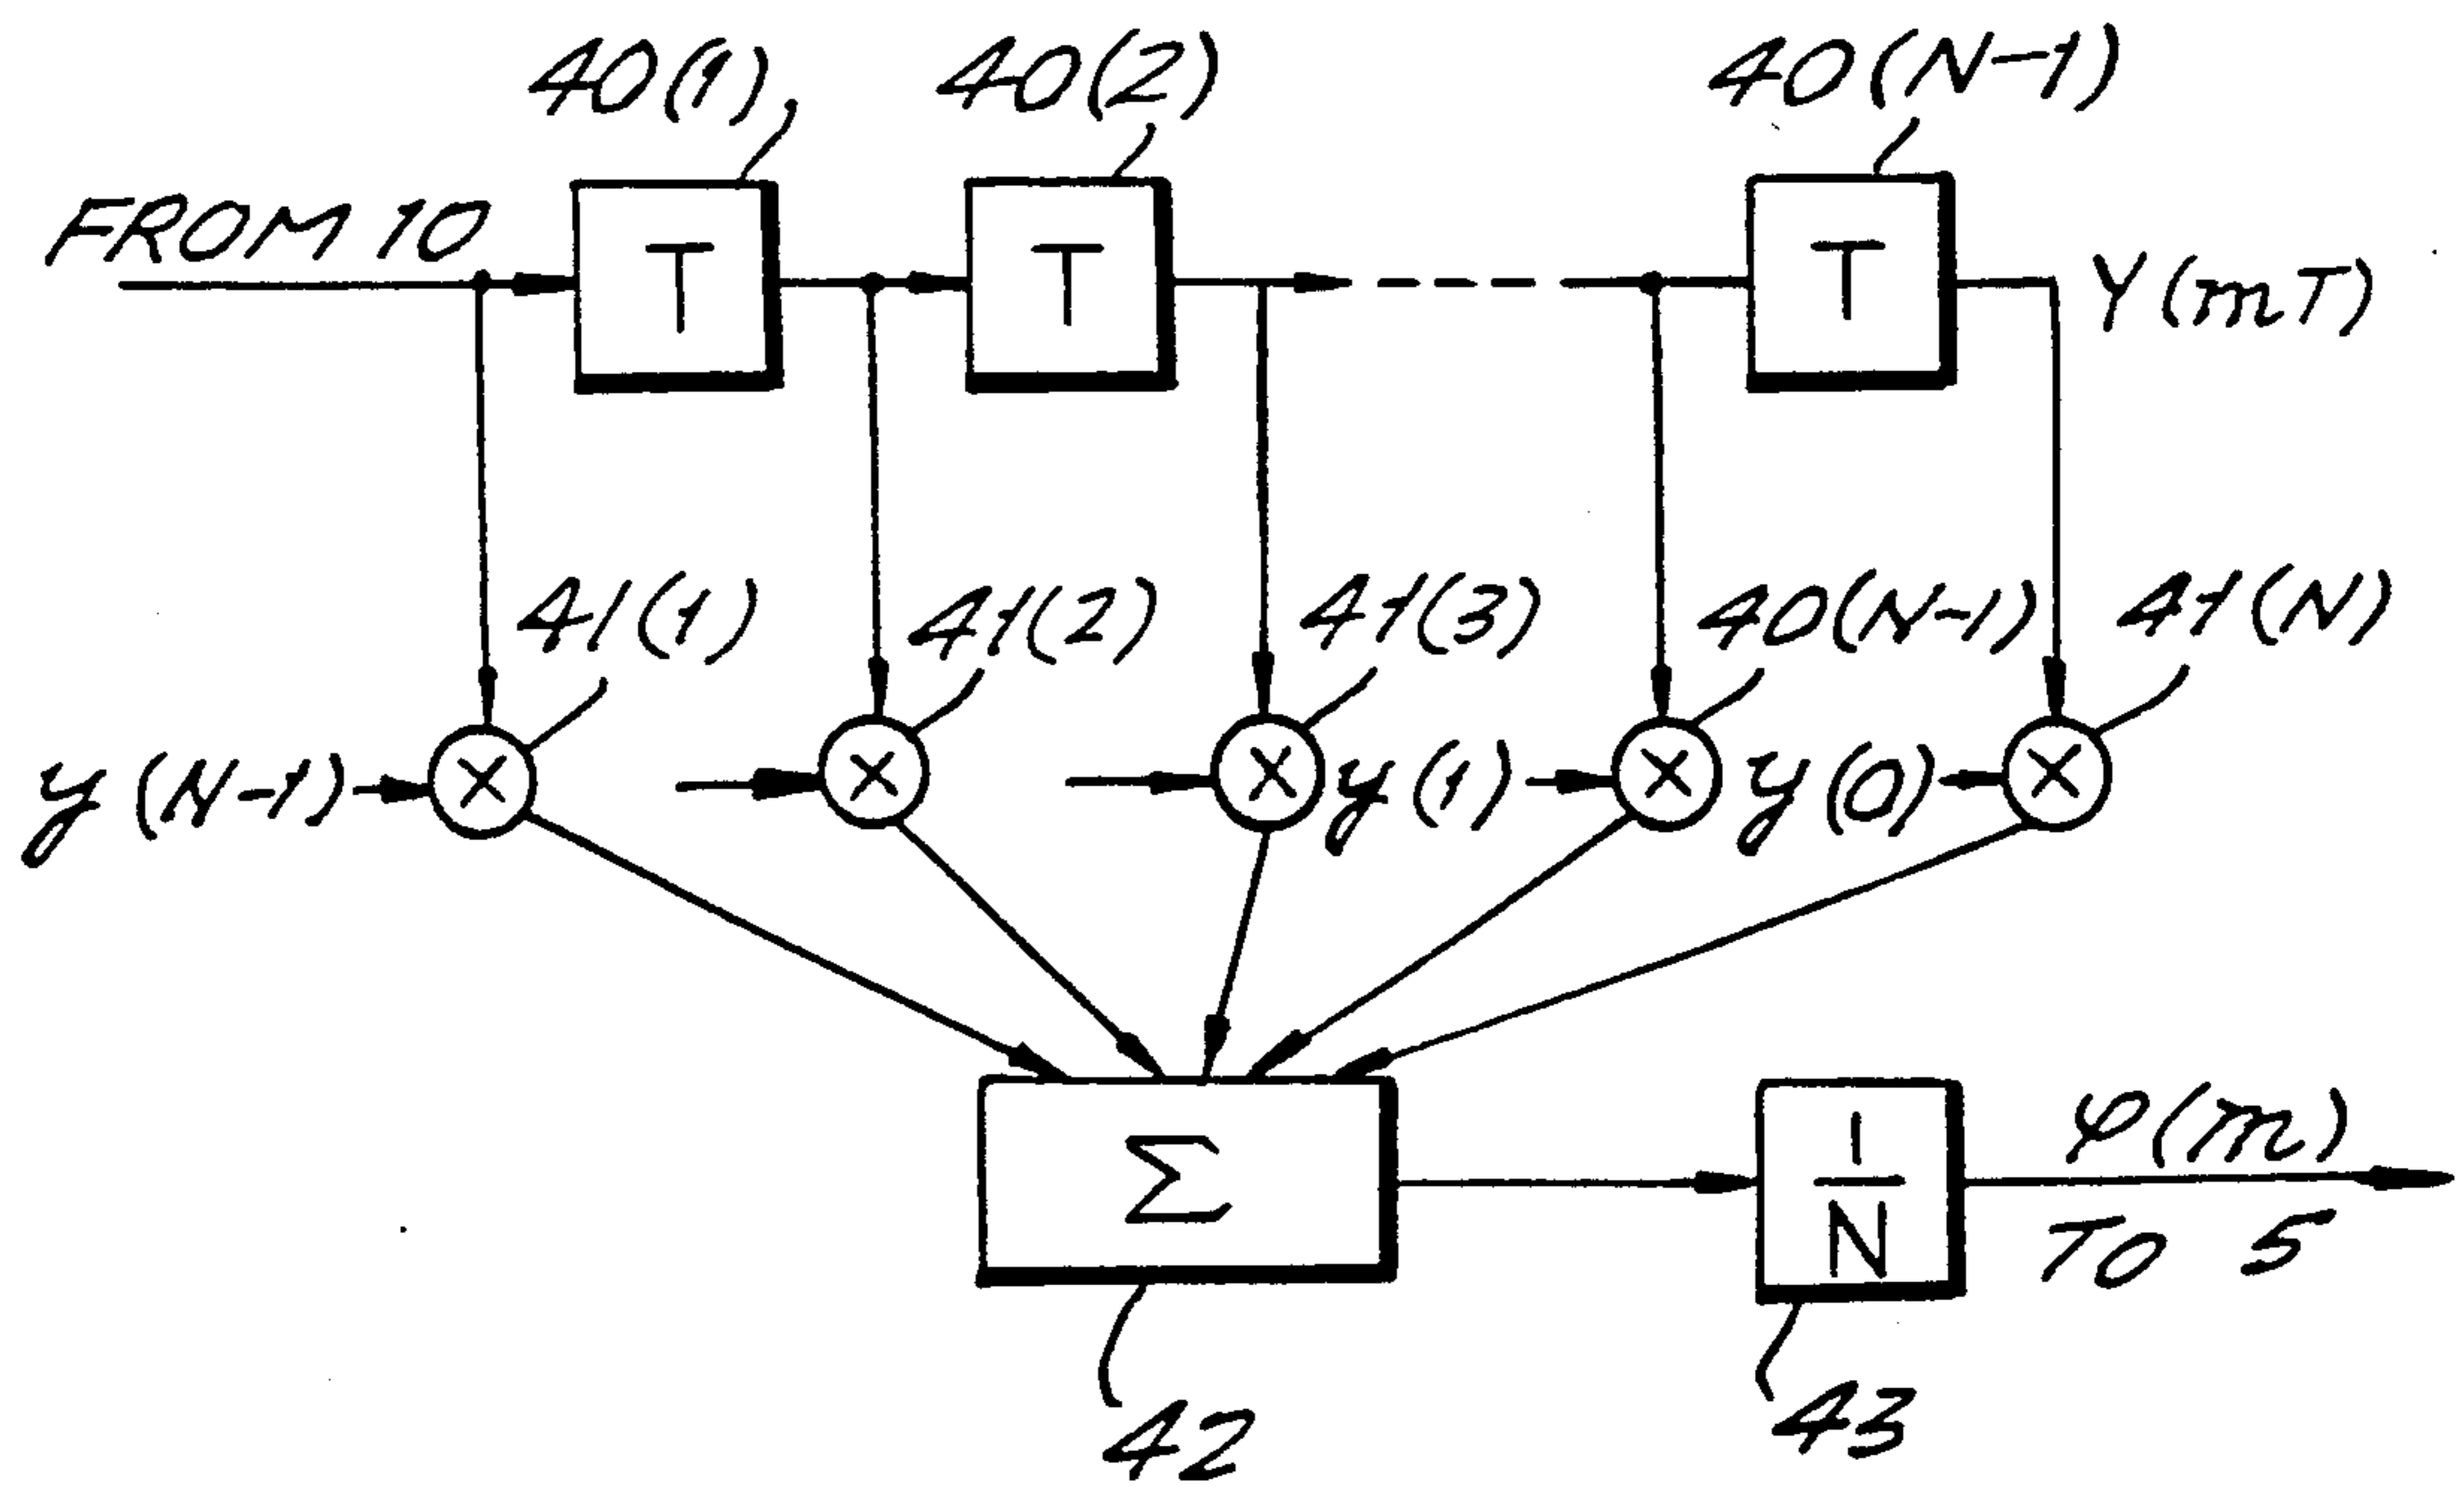 40(1)
40(2)
40(N-1)
FROM 10
T
T
T
Y(mT)
41(1)
41(2)
41(3)
40(N-1)
41(N)
y(N-1)
×
×
×
y(1)
×
y(0)
×
Σ
1
N
φ(m)
TO 5
42
43